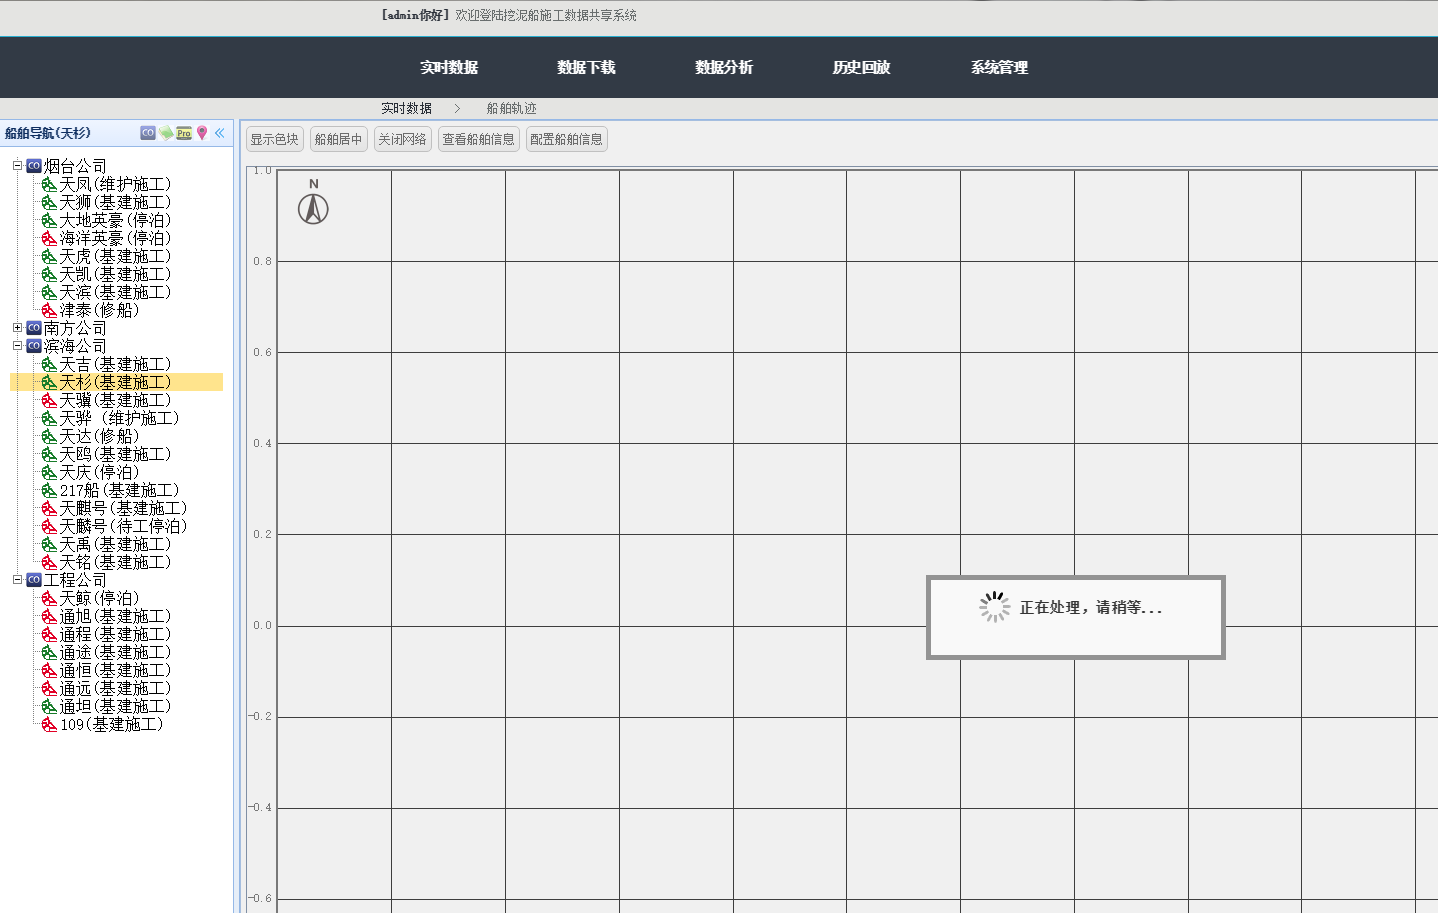 [admin你好] 欢迎登陆挖泥船施工数据共享系统
实时数据 数据下载 数据分析 历史回放 系统管理
实时数据 > 船舶轨迹
船舶导航(天杉) CO Pro
显示色块 船舶居中 关闭网络 查看船舶信息 配置船舶信息
CO 烟台公司
天凤(维护施工)
天狮(基建施工)
大地英豪(停泊)
海洋英豪(停泊)
天虎(基建施工)
天凯(基建施工)
天滨(基建施工)
津泰(修船)
CO 南方公司
CO 滨海公司
天吉(基建施工)
天杉(基建施工)
天骥(基建施工)
天骅 (维护施工)
天达(修船)
天鸥(基建施工)
天庆(停泊)
217船(基建施工)
天麒号(基建施工)
天麟号(待工停泊)
天禹(基建施工)
天铭(基建施工)
CO 工程公司
天鲸(停泊)
通旭(基建施工)
通程(基建施工)
通途(基建施工)
通恒(基建施工)
通远(基建施工)
通坦(基建施工)
109(基建施工)
N
1.0
0.8
0.6
0.4
0.2
0.0
-0.2
-0.4
-0.6
正在处理，请稍等...